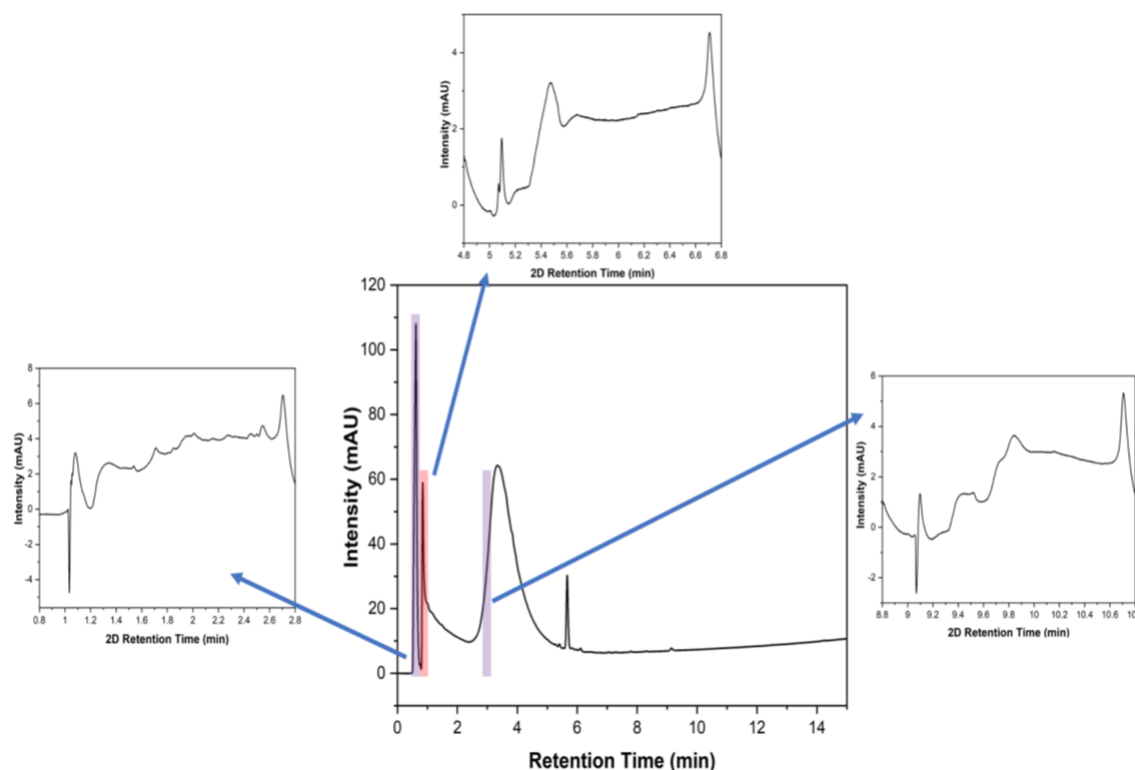 4
2
0
Intensity (mAU)
4.8 5 5.2 5.4 5.6 5.8 6 6.2 6.4 6.6 6.8
2D Retention Time (min)
8
6
4
2
0
-2
-4
Intensity (mAU)
0.8 1 1.2 1.4 1.6 1.8 2 2.2 2.4 2.6 2.8
2D Retention Time (min)
120
100
80
60
40
20
0
Intensity (mAU)
0 2 4 6 8 10 12 14
Retention Time (min)
6
4
2
0
-2
Intensity (mAU)
8.8 9 9.2 9.4 9.6 9.8 10 10.2 10.4 10.6
2D Retention Time (min)